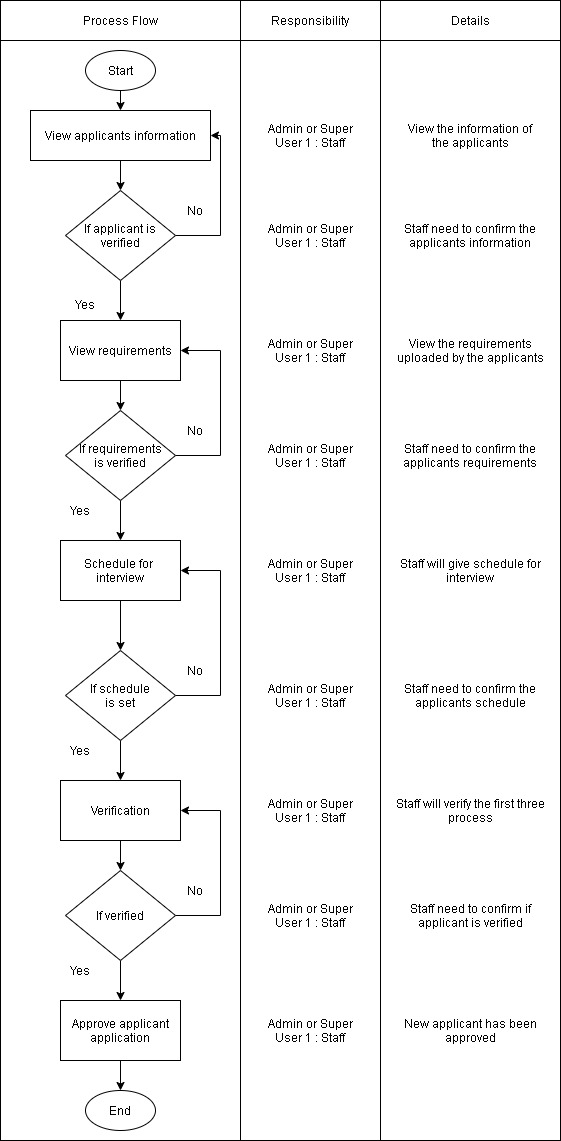 Process Flow
Responsibility
Details
Start
View applicants information
Admin or Super
User 1 : Staff
View the information of
the applicants
No
If applicant is
verified
Admin or Super
User 1 : Staff
Staff need to confirm the
applicants information
Yes
View requirements
Admin or Super
User 1 : Staff
View the requirements
uploaded by the applicants
No
If requirements
is verified
Admin or Super
User 1 : Staff
Staff need to confirm the
applicants requirements
Yes
Schedule for
interview
Admin or Super
User 1 : Staff
Staff will give schedule for
interview
No
If schedule
is set
Admin or Super
User 1 : Staff
Staff need to confirm the
applicants schedule
Yes
Verification
Admin or Super
User 1 : Staff
Staff will verify the first three
process
No
If verified
Admin or Super
User 1 : Staff
Staff need to confirm if
applicant is verified
Yes
Approve applicant
application
Admin or Super
User 1 : Staff
New applicant has been
approved
End